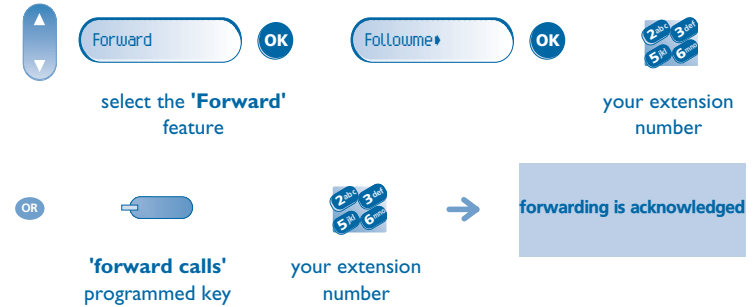 Forward OK Followme OK 2abc 3def 5jkl 6mno
select the 'Forward' your extension
feature number
OR 2abc 3def 5jkl 6mno forwarding is acknowledged
'forward calls' your extension
programmed key number